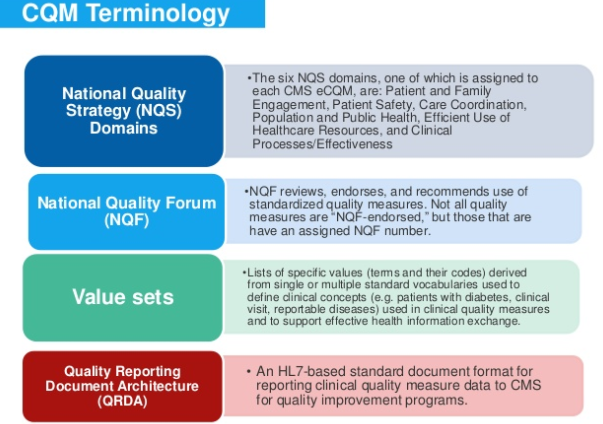 CQM Terminology
National Quality
Strategy (NQS)
Domains
•The six NQS domains, one of which is assigned to
each CMS eCQM, are: Patient and Family
Engagement, Patient Safety, Care Coordination,
Population and Public Health, Efficient Use of
Healthcare Resources, and Clinical
Processes/Effectiveness
National Quality Forum
(NQF)
•NQF reviews, endorses, and recommends use of
standardized quality measures. Not all quality
measures are “NQF-endorsed,” but those that are
have an assigned NQF number.
Value sets
•Lists of specific values (terms and their codes) derived
from single or multiple standard vocabularies used to
define clinical concepts (e.g. patients with diabetes, clinical
visit, reportable diseases) used in clinical quality measures
and to support effective health information exchange.
Quality Reporting
Document Architecture
(QRDA)
• An HL7-based standard document format for
reporting clinical quality measure data to CMS
for quality improvement programs.